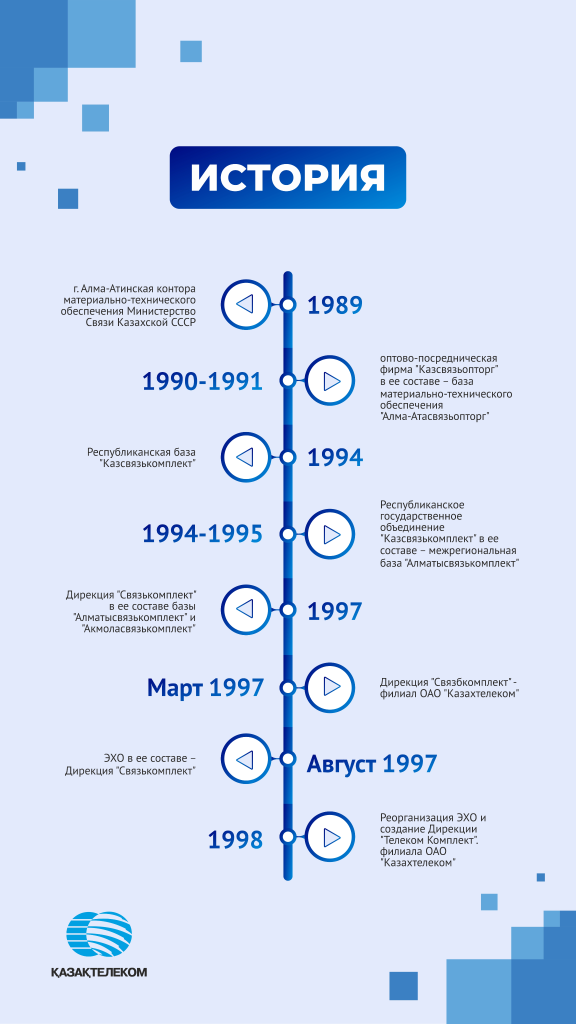 ИСТОРИЯ
г. Алма-Атинская контора
материально-технического
обеспечения Министерство
Связи Казахской СССР
1989
1990-1991
оптово-посредническая
фирма "Казсвязьопторг"
в ее составе – база
материально-технического
обеспечения
"Алма-Атасвязьопторг"
Республиканская база
"Казсвязькомплект"
1994
1994-1995
Республиканское
государственное
объединение
"Казсвязькомплект" в ее
составе – межрегиональная
база "Алматысвязькомплект"
Дирекция "Связькомплект"
в ее составе базы
"Алматысвязькомплект" и
"Акмоласвязькомплект"
1997
Март 1997
Дирекция "Связбкомплект" -
филиал ОАО "Казахтелеком"
ЭХО в ее составе –
Дирекция "Связькомплект"
Август 1997
1998
Реорганизация ЭХО и
создание Дирекции
"Телеком Комплект".
филиала ОАО
"Казахтелеком"
ҚАЗАҚТЕЛЕКОМ